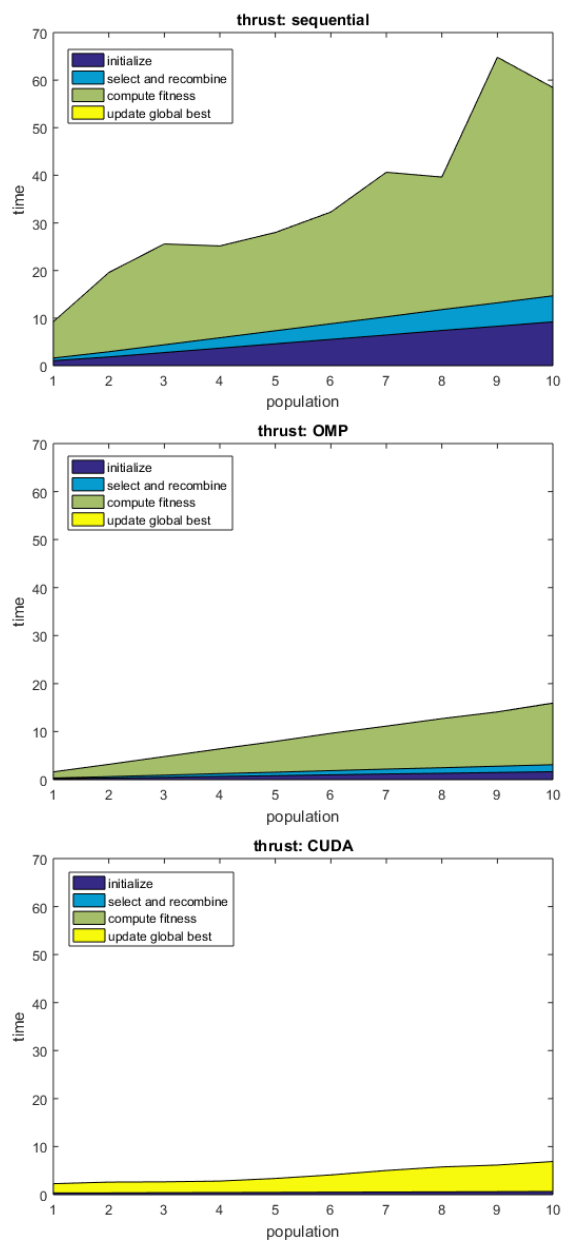 thrust: sequential
70
60
50
40
30
20
10
0
time
initialize
select and recombine
compute fitness
update global best
1 2 3 4 5 6 7 8 9 10
population
thrust: OMP
70
60
50
40
30
20
10
0
time
initialize
select and recombine
compute fitness
update global best
1 2 3 4 5 6 7 8 9 10
population
thrust: CUDA
70
60
50
40
30
20
10
0
time
initialize
select and recombine
compute fitness
update global best
1 2 3 4 5 6 7 8 9 10
population